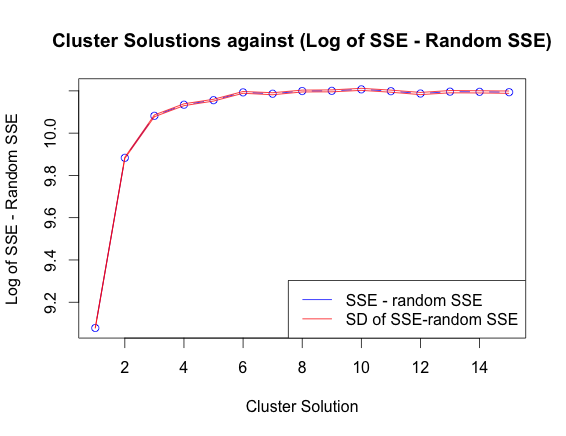 Cluster Solustions against (Log of SSE - Random SSE)
Log of SSE - Random SSE
10.0
9.8
9.6
9.4
9.2
SSE - random SSE
SD of SSE-random SSE
2 4 6 8 10 12 14
Cluster Solution